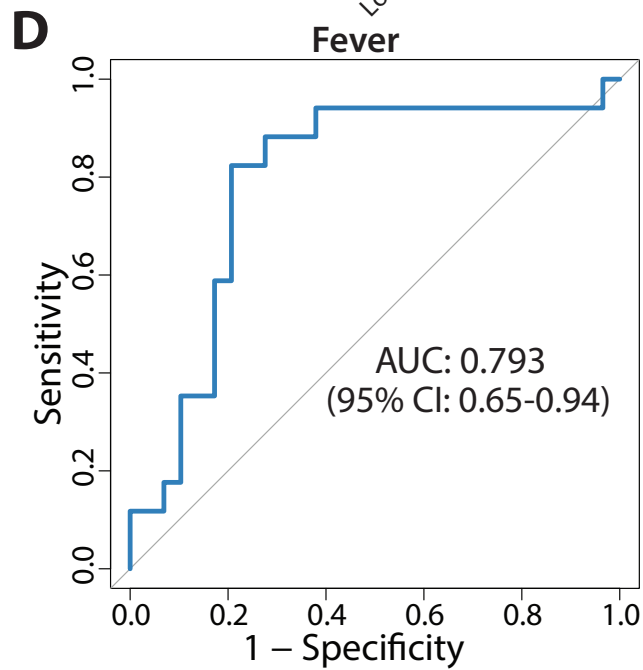 D
Lo
Fever
1.0
0.8
0.6
0.4
0.2
0.0
Sensitivity
AUC: 0.793
(95% CI: 0.65-0.94)
0.0 0.2 0.4 0.6 0.8 1.0
1 − Specificity